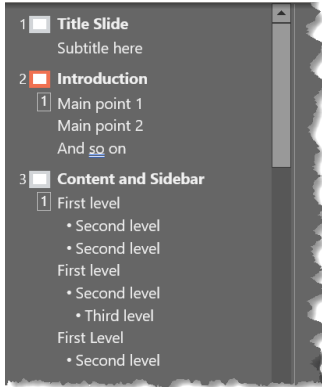 1 Title Slide
Subtitle here
2 Introduction
1 Main point 1
Main point 2
And so on
3 Content and Sidebar
1 First level
• Second level
• Second level
First level
• Second level
• Third level
First Level
• Second level